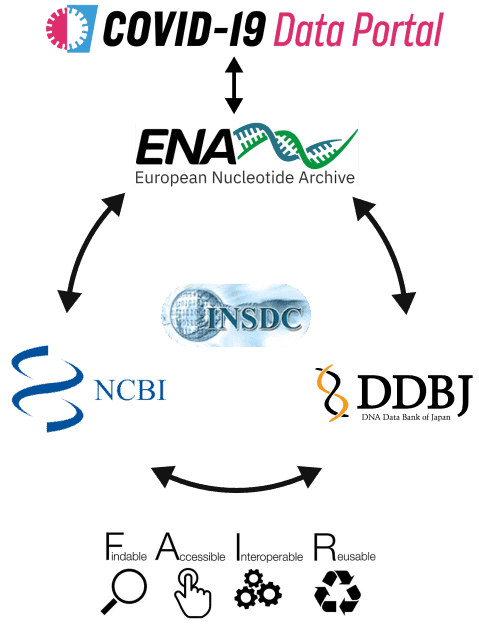 COVID-19 Data Portal
ENA
European Nucleotide Archive
INSDC
NCBI
DDBJ
DNA Data Bank of Japan
Findable Accessible Interoperable Reusable